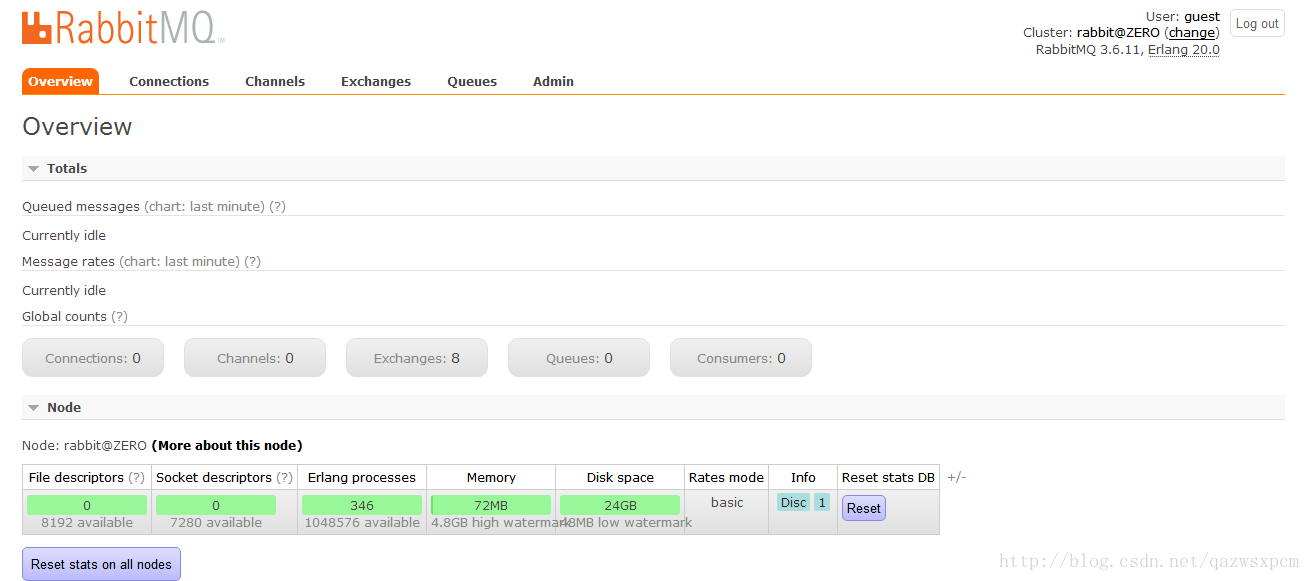 RabbitMQ™
User: guest
Cluster: rabbit@ZERO (change)
RabbitMQ 3.6.11, Erlang 20.0
Log out
Overview Connections Channels Exchanges Queues Admin
Overview
Totals
Queued messages (chart: last minute) (?)
Currently idle
Message rates (chart: last minute) (?)
Currently idle
Global counts (?)
Connections: 0 Channels: 0 Exchanges: 8 Queues: 0 Consumers: 0
Node
Node: rabbit@ZERO (More about this node)
File descriptors (?) Socket descriptors (?) Erlang processes Memory Disk space Rates mode Info Reset stats DB +/-
0 0 346 72MB 24GB basic Disc 1 Reset
8192 available 7280 available 1048576 available 4.8GB high watermark 48MB low watermark
Reset stats on all nodes
http://blog.csdn.net/qazwsxpcm